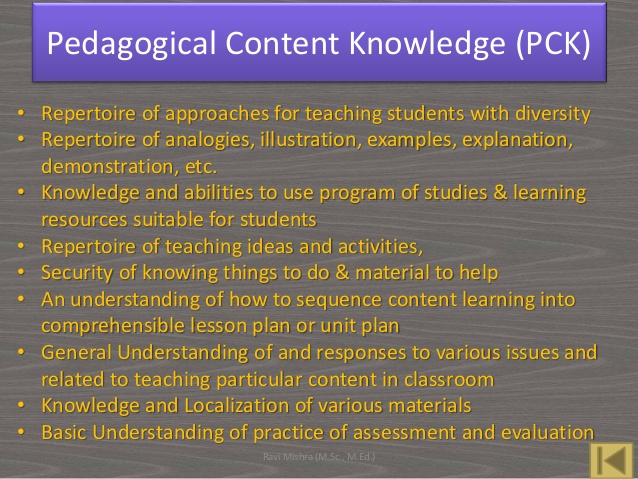 Pedagogical Content Knowledge (PCK)
• Repertoire of approaches for teaching students with diversity
• Repertoire of analogies, illustration, examples, explanation,
demonstration, etc.
• Knowledge and abilities to use program of studies & learning
resources suitable for students
• Repertoire of teaching ideas and activities,
• Security of knowing things to do & material to help
• An understanding of how to sequence content learning into
comprehensible lesson plan or unit plan
• General Understanding of and responses to various issues and
related to teaching particular content in classroom
• Knowledge and Localization of various materials
• Basic Understanding of practice of assessment and evaluation
Ravi Mishra (M.Sc., M.Ed.)